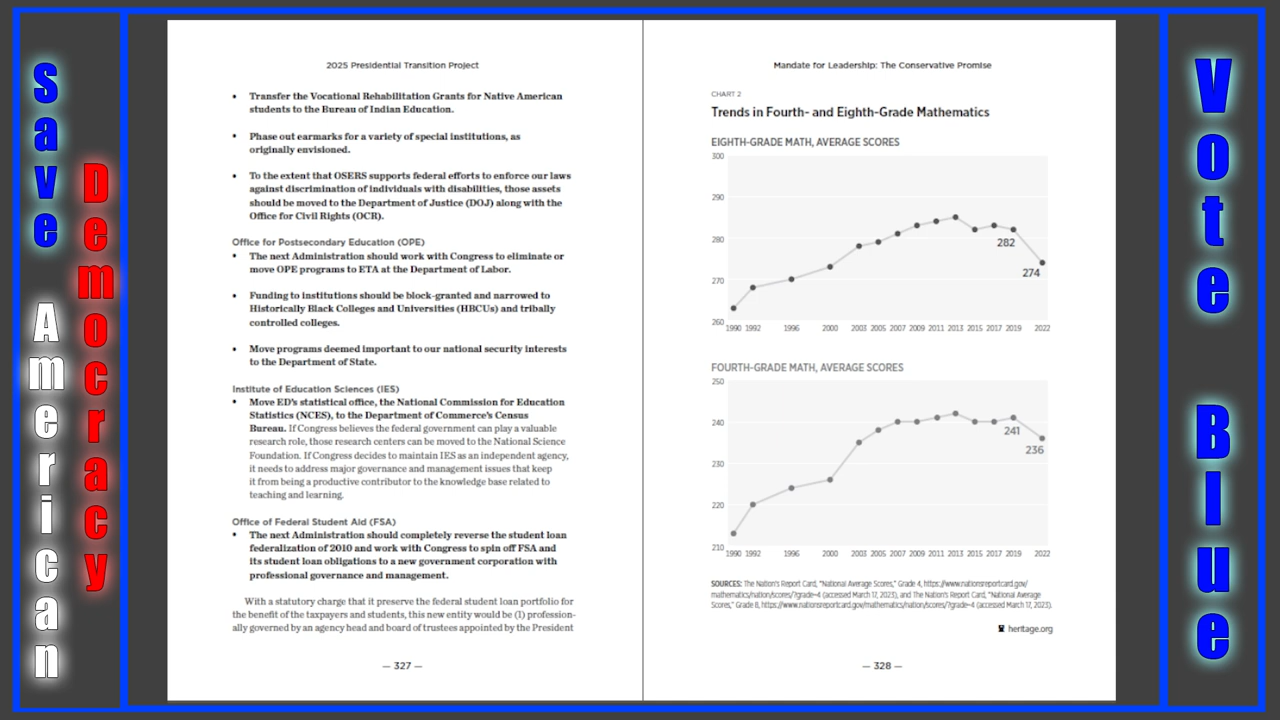 Save American
Democracy
2025 Presidential Transition Project
• Transfer the Vocational Rehabilitation Grants for Native American
students to the Bureau of Indian Education.
• Phase out earmarks for a variety of special institutions, as
originally envisioned.
• To the extent that OSERS supports federal efforts to enforce our laws
against discrimination of individuals with disabilities, those assets
should be moved to the Department of Justice (DOJ) along with the
Office for Civil Rights (OCR).
Office for Postsecondary Education (OPE)
• The next Administration should work with Congress to eliminate or
move OPE programs to ETA at the Department of Labor.
• Funding to institutions should be block-granted and narrowed to
Historically Black Colleges and Universities (HBCUs) and tribally
controlled colleges.
• Move programs deemed important to our national security interests
to the Department of State.
Institute of Education Sciences (IES)
• Move ED's statistical office, the National Commission for Education
Statistics (NCES), to the Department of Commerce's Census
Bureau. If Congress believes the federal government can play a valuable
research role, those research centers can be moved to the National Science
Foundation. If Congress decides to maintain IES as an independent agency,
it needs to address major governance and management issues that keep
it from being a productive contributor to the knowledge base related to
teaching and learning.
Office of Federal Student Aid (FSA)
• The next Administration should completely reverse the student loan
federalization of 2010 and work with Congress to spin off FSA and
its student loan obligations to a new government corporation with
professional governance and management.
With a statutory charge that it preserve the federal student loan portfolio for
the benefit of the taxpayers and students, this new entity would be (1) profession-
ally governed by an agency head and board of trustees appointed by the President
— 327 —
Mandate for Leadership: The Conservative Promise
CHART 2
Trends in Fourth- and Eighth-Grade Mathematics
EIGHTH-GRADE MATH, AVERAGE SCORES
300
290
280
270
260
282
274
1990 1992 1996 2000 2003 2005 2007 2009 2011 2013 2015 2017 2019 2022
FOURTH-GRADE MATH, AVERAGE SCORES
250
240
230
220
210
241
236
1990 1992 1996 2000 2003 2005 2007 2009 2011 2013 2015 2017 2019 2022
SOURCES: The Nation's Report Card, "National Average Scores," Grade 4, https://www.nationsreportcard.gov/
mathematics/nation/scores/?grade=4 (accessed March 17, 2023), and The Nation's Report Card, "National Average
Scores," Grade 8, https://www.nationsreportcard.gov/mathematics/nation/scores/?grade=4 (accessed March 17, 2023).
heritage.org
— 328 —
Vote Blue